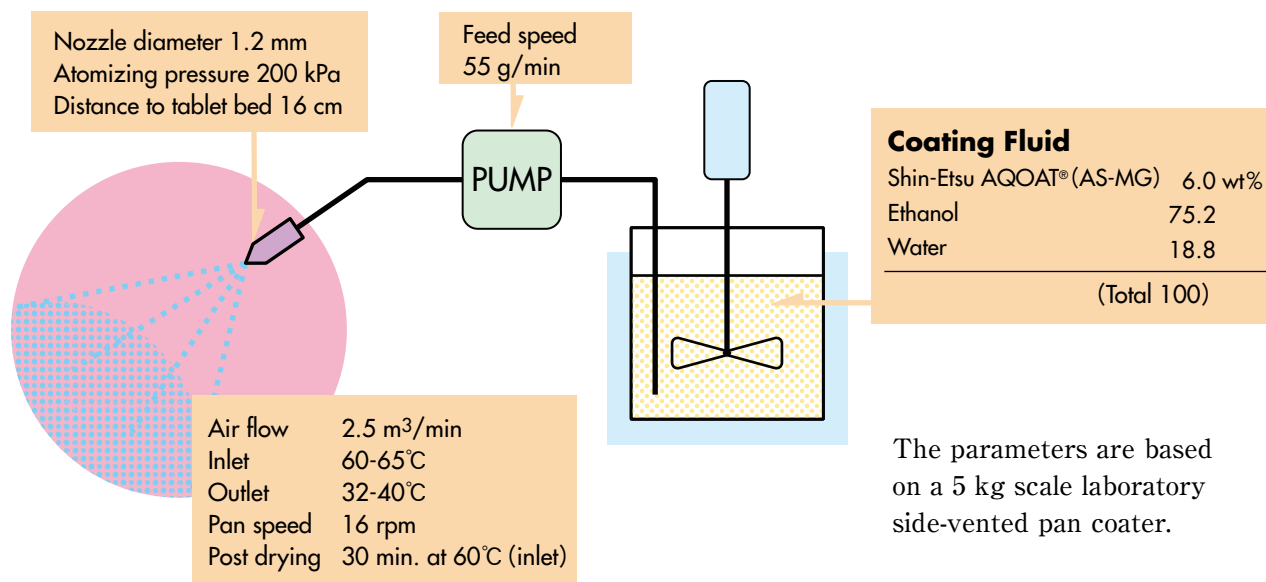 Nozzle diameter 1.2 mm
Atomizing pressure 200 kPa
Distance to tablet bed 16 cm
Feed speed
55 g/min
PUMP
Coating Fluid
Shin-Etsu AQOAT® (AS-MG) 6.0 wt%
Ethanol 75.2
Water 18.8
(Total 100)
Air flow 2.5 m³/min
Inlet 60-65℃
Outlet 32-40℃
Pan speed 16 rpm
Post drying 30 min. at 60℃ (inlet)
The parameters are based
on a 5 kg scale laboratory
side-vented pan coater.